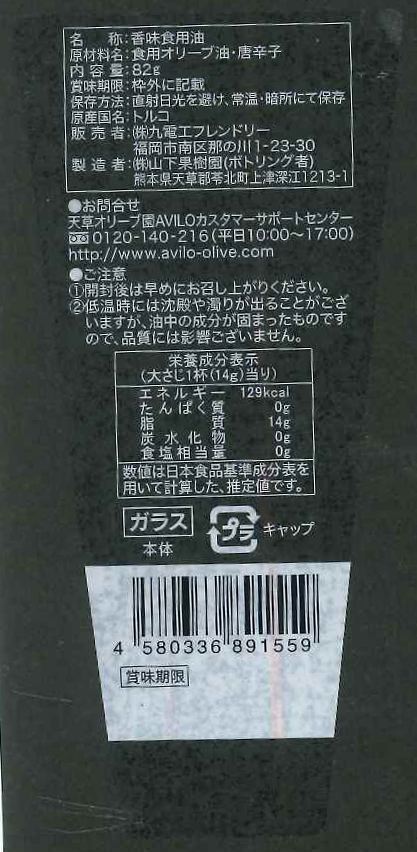 名　　称:香味食用油
原材料名:食用オリーブ油・唐辛子
内容量:82g
賞味期限:枠外に記載
保存方法:直射日光を避け、常温・暗所にて保存
原産国名:トルコ
販売者:㈱九電工フレンドリー
福岡市南区那の川1-23-30
製造者:㈱山下果樹園(ボトリング者)
熊本県天草郡苓北町上津深江1213-1
●お問合せ
天草オリーブ園AVILOカスタマーサポートセンター
0120-140-216(平日10:00〜17:00)
http://www.avilo-olive.com
●ご注意
①開封後は早めにお召し上がりください。
②低温時には沈殿や濁りが出ることがござ
いますが、油中の成分が固まったものです
ので、品質には影響ございません。
栄養成分表示
(大さじ1杯(14g)当り)
エネルギー 129kcal
たんぱく質 0g
脂質 14g
炭水化物 0g
食塩相当量 0g
数値は日本食品基準成分表を
用いて計算した、推定値です。
ガラス
本体
プラ キャップ
4 580336 891559
賞味期限